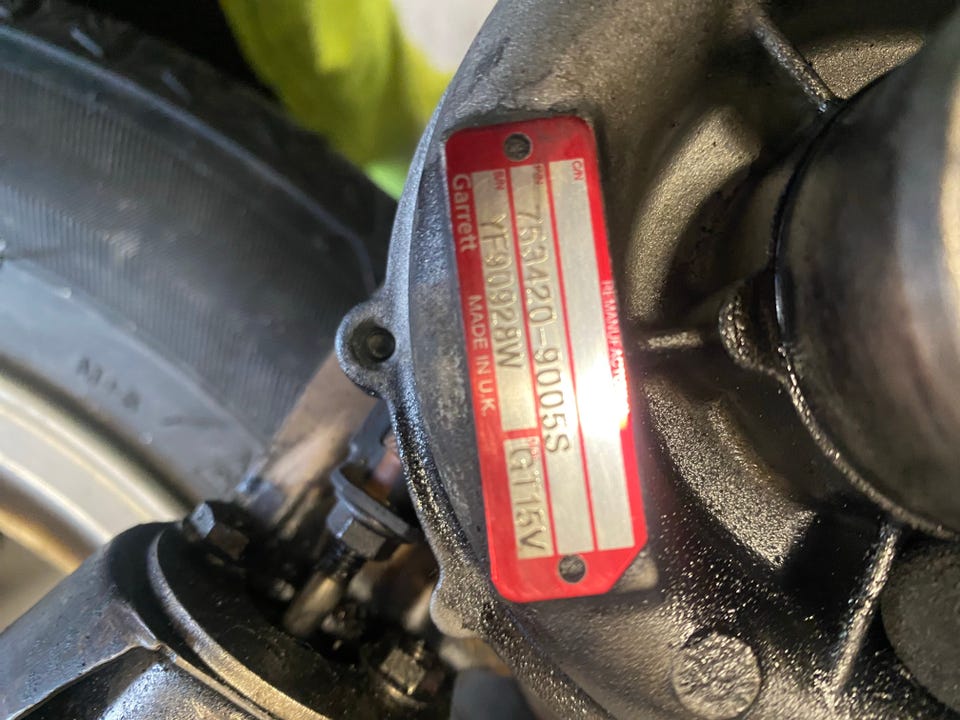 C/N
P/N 753420-9005S
S/N YF90928W GT15V
Garrett MADE IN U.K.
M+S